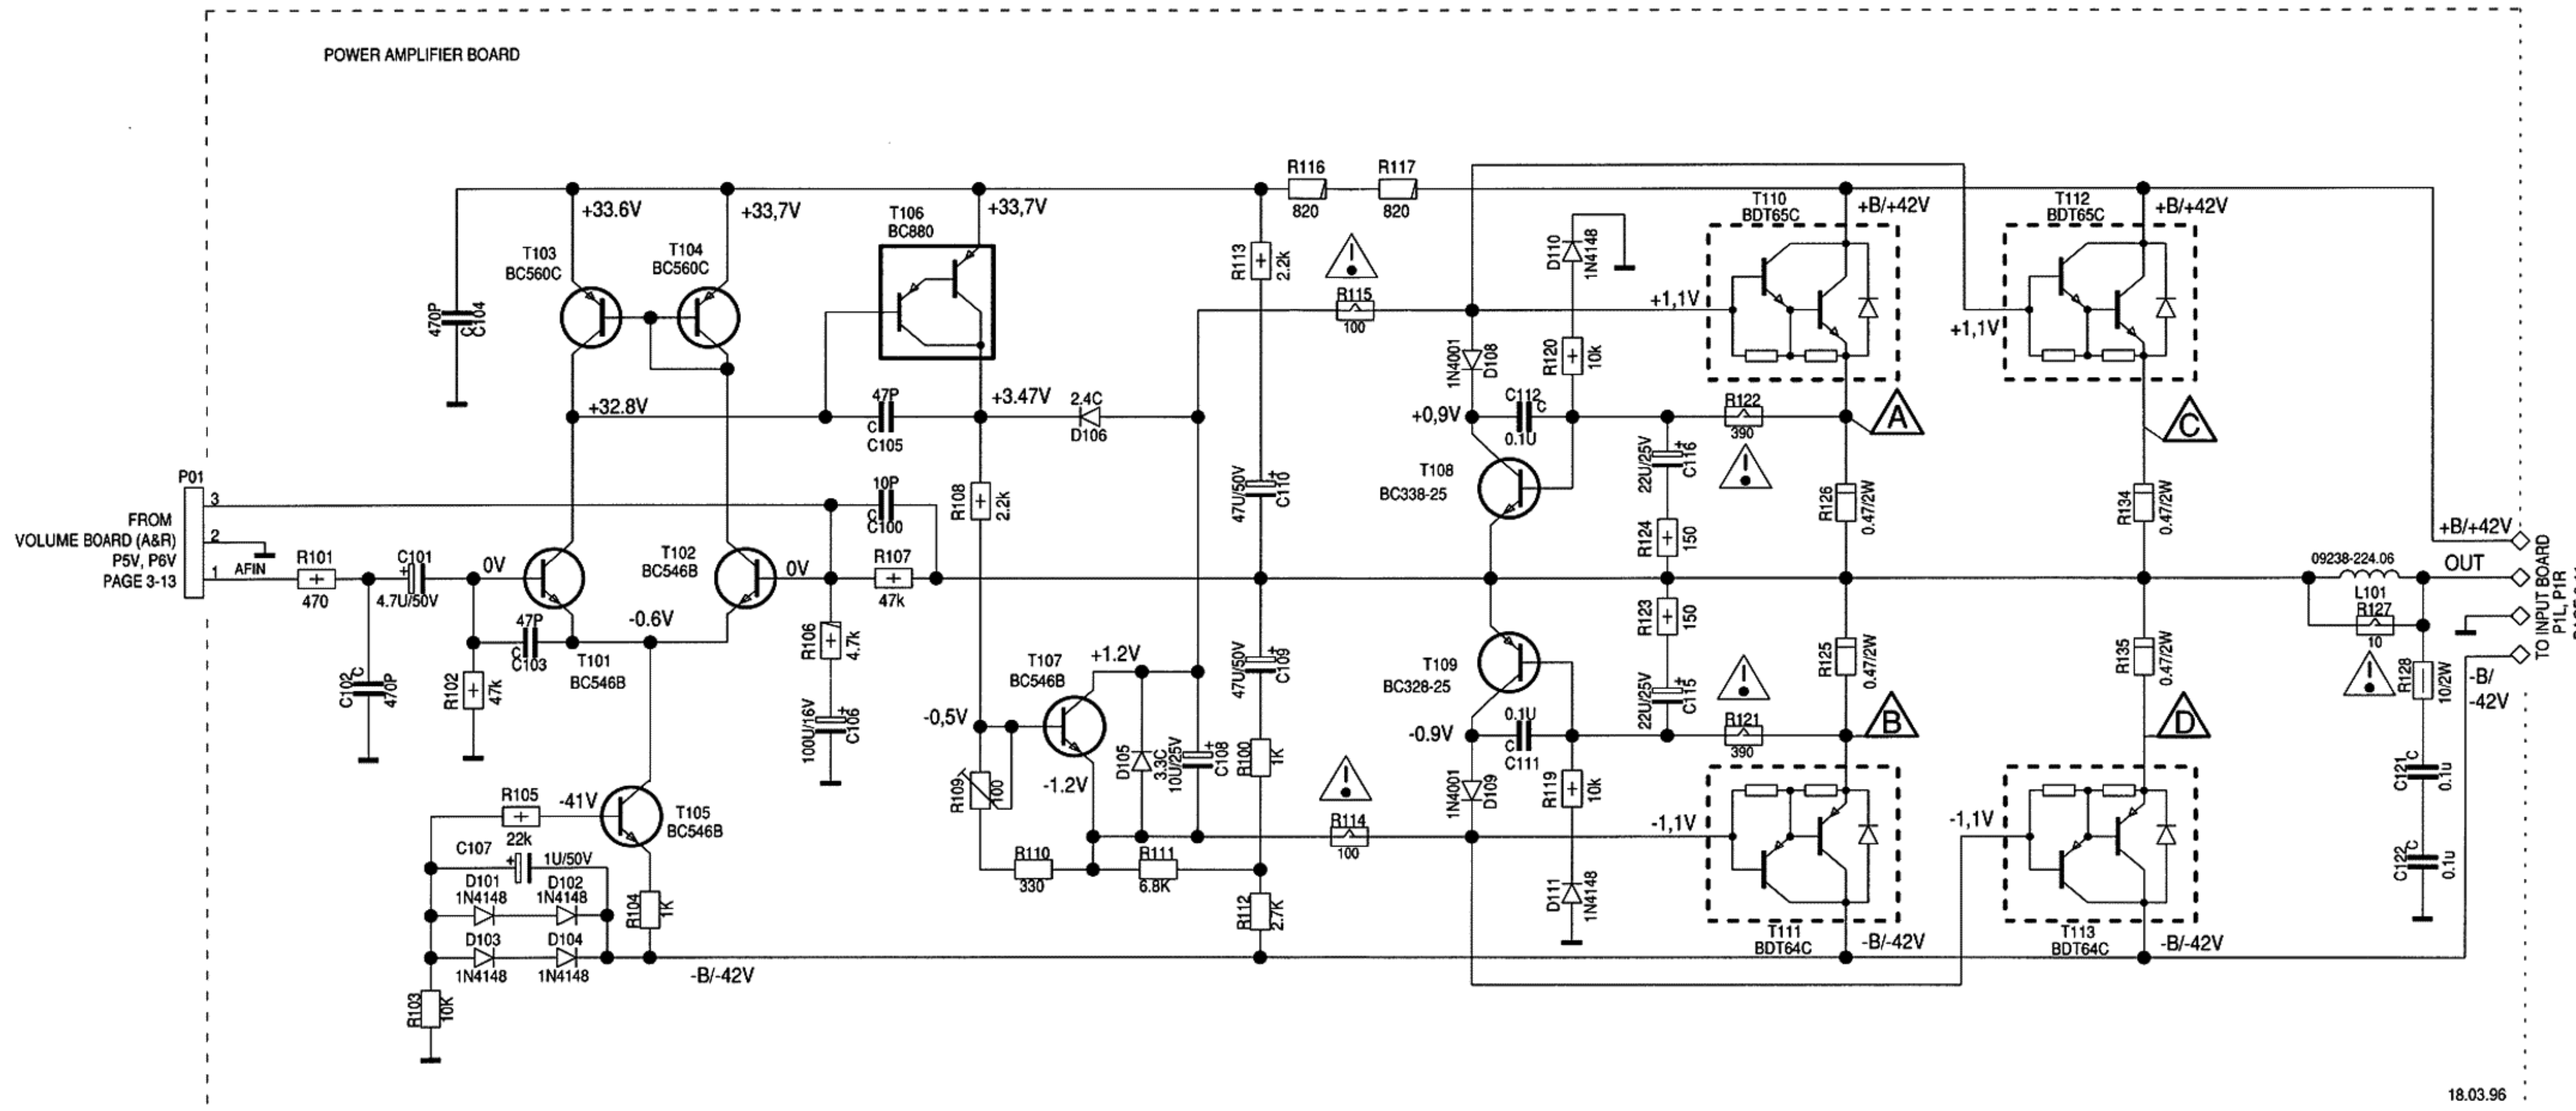 POWER AMPLIFIER BOARD
R116
820
R117
820
+33.6V
+33,7V
T106
BC880
+33,7V
T103
BC560C
T104
BC560C
470P
C
C104
R113
2.2k
R115
100
D110
1N4148
T110
BDT65C
+B/+42V
T112
BDT65C
+B/+42V
+1,1V
+1,1V
1N4001
D108
R120
10k
+32.8V
47P
C
C105
+3.47V
2.4C
D106
+0,9V
C112
C
0.1U
R122
390
A
C
T108
BC338-25
22U/25V
+
C116
R124
150
R126
0.47/2W
R134
0.47/2W
P01
3
2
1
FROM
VOLUME BOARD (A&R)
P5V, P6V
PAGE 3-13
AFIN
R101
470
C101
+
4.7U/50V
0V
T102
BC546B
0V
10P
C
C100
R107
47k
R108
2.2k
47U/50V
+
C110
+B/+42V
09238-224.06
OUT
L101
R127
10
TO INPUT BOARD
P1L, P1R
-0.6V
47P
C
C103
T101
BC546B
C102
C
470P
R102
47k
R106
4.7k
100U/16V
+
C106
T107
BC546B
+1.2V
-0,5V
-1.2V
R109
100
D105
3.3C
10U/25V
+
C108
47U/50V
+
C109
R100
1K
T109
BC328-25
R123
150
22U/25V
+
C115
R125
0.47/2W
R135
0.47/2W
R128
10/2W
-B/
-42V
-0.9V
0.1U
C
C111
R121
390
B
D
1N4001
D109
R119
10k
R105
22k
-41V
T105
BC546B
C107
+
1U/50V
D101
1N4148
D102
1N4148
D103
1N4148
D104
1N4148
R104
1K
R103
10K
-B/-42V
R110
330
R111
6.8K
R112
2.7K
R114
100
D111
1N4148
-1,1V
-1,1V
T111
BDT64C
-B/-42V
T113
BDT64C
-B/-42V
C121
C
0.1u
C122
C
0.1u
18.03.96